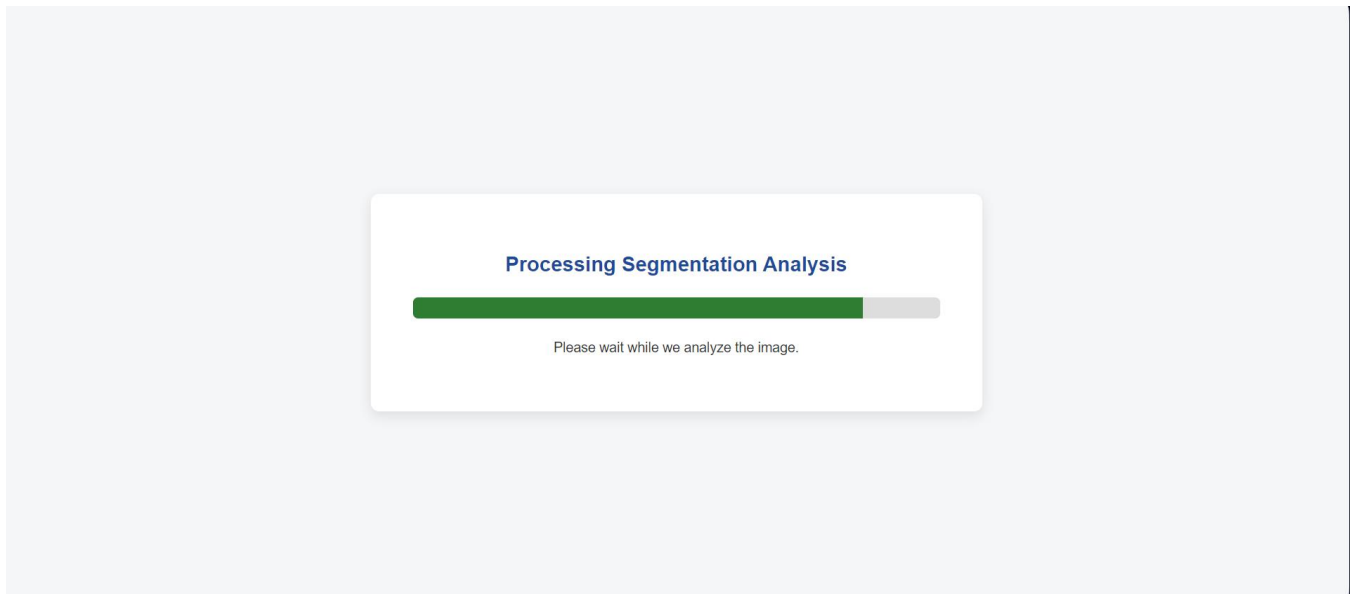 Processing Segmentation Analysis
Please wait while we analyze the image.